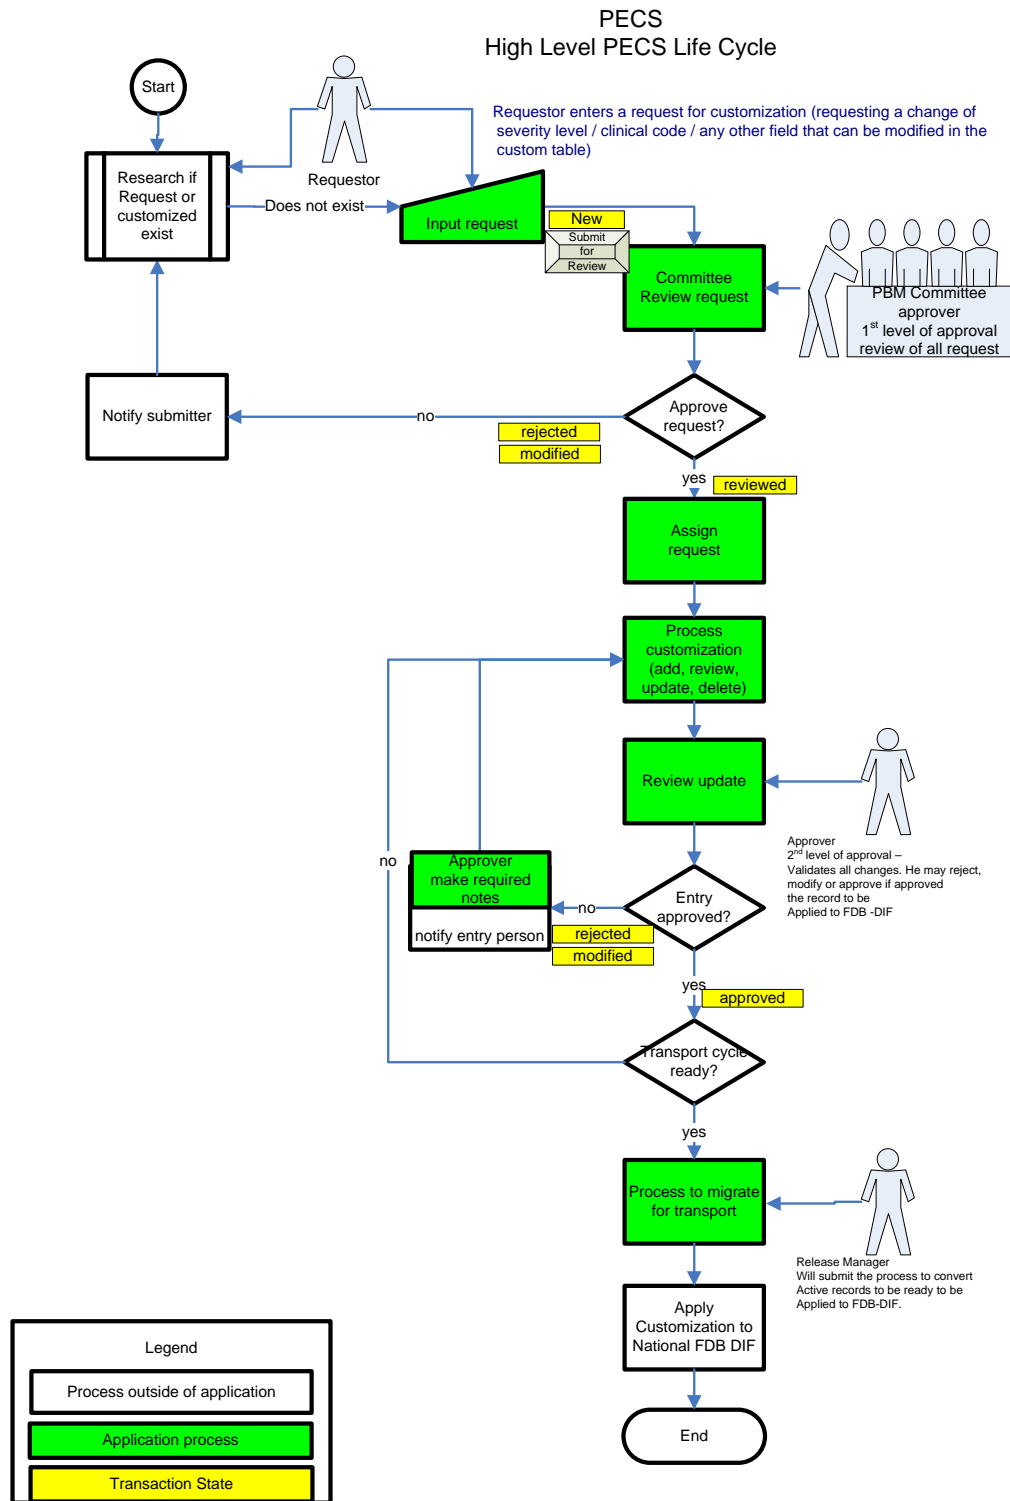 PECS
High Level PECS Life Cycle
Start
Requestor enters a request for customization (requesting a change of
severity level / clinical code / any other field that can be modified in the
custom table)
Research if
Request or
customized
exist
Requestor
Does not exist
Input request
New
Submit
for
Review
Committee
Review request
PBM Committee
approver
1st level of approval
review of all request
Notify submitter
no
Approve
request?
rejected
modified
yes
reviewed
Assign
request
Process
customization
(add, review,
update, delete)
Review update
Approver
2nd level of approval –
Validates all changes. He may reject,
modify or approve if approved
the record to be
Applied to FDB -DIF
no
Approver
make required
notes
notify entry person
no
Entry
approved?
rejected
modified
yes
approved
Transport cycle
ready?
yes
Process to migrate
for transport
Release Manager
Will submit the process to convert
Active records to be ready to be
Applied to FDB-DIF.
Apply
Customization to
National FDB DIF
End
Legend
Process outside of application
Application process
Transaction State